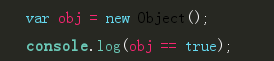 var obj = new Object();
console.log(obj == true);